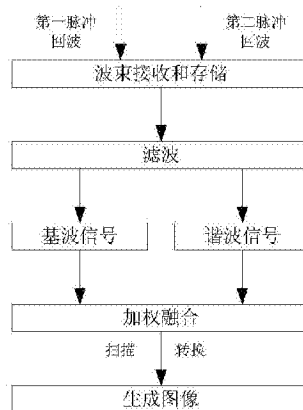 第一脉冲 第二脉冲
回波 回波
波束接收和存储
滤波
基波信号 谐波信号
加权融合
扫描 转换
生成图像